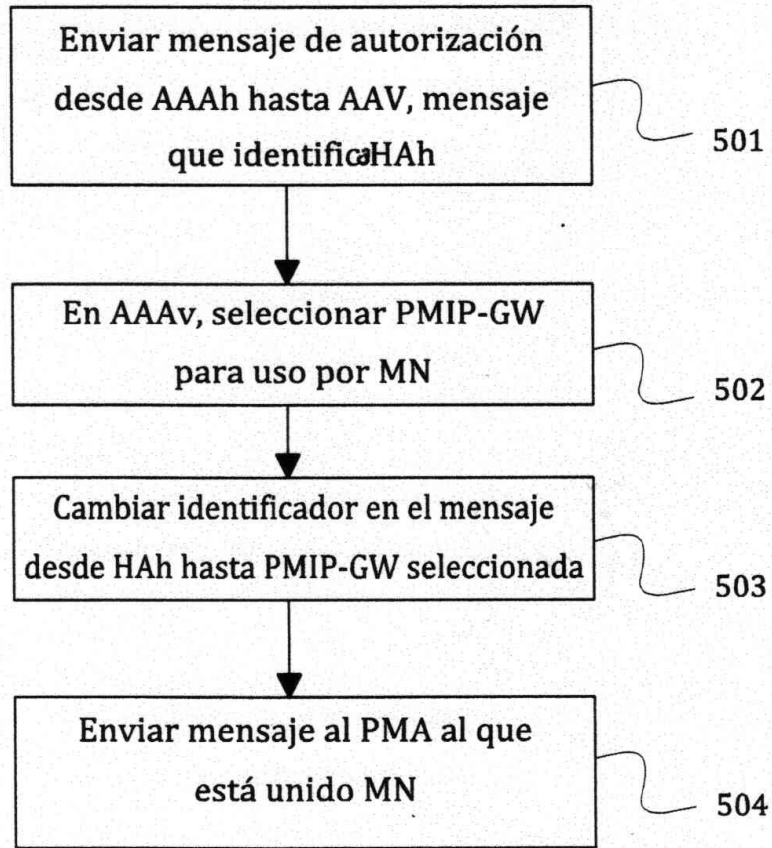 Enviar mensaje de autorización
desde AAAh hasta AAV, mensaje
que identificaHAh
501
En AAAv, seleccionar PMIP-GW
para uso por MN
502
Cambiar identificador en el mensaje
desde HAh hasta PMIP-GW seleccionada
503
Enviar mensaje al PMA al que
está unido MN
504